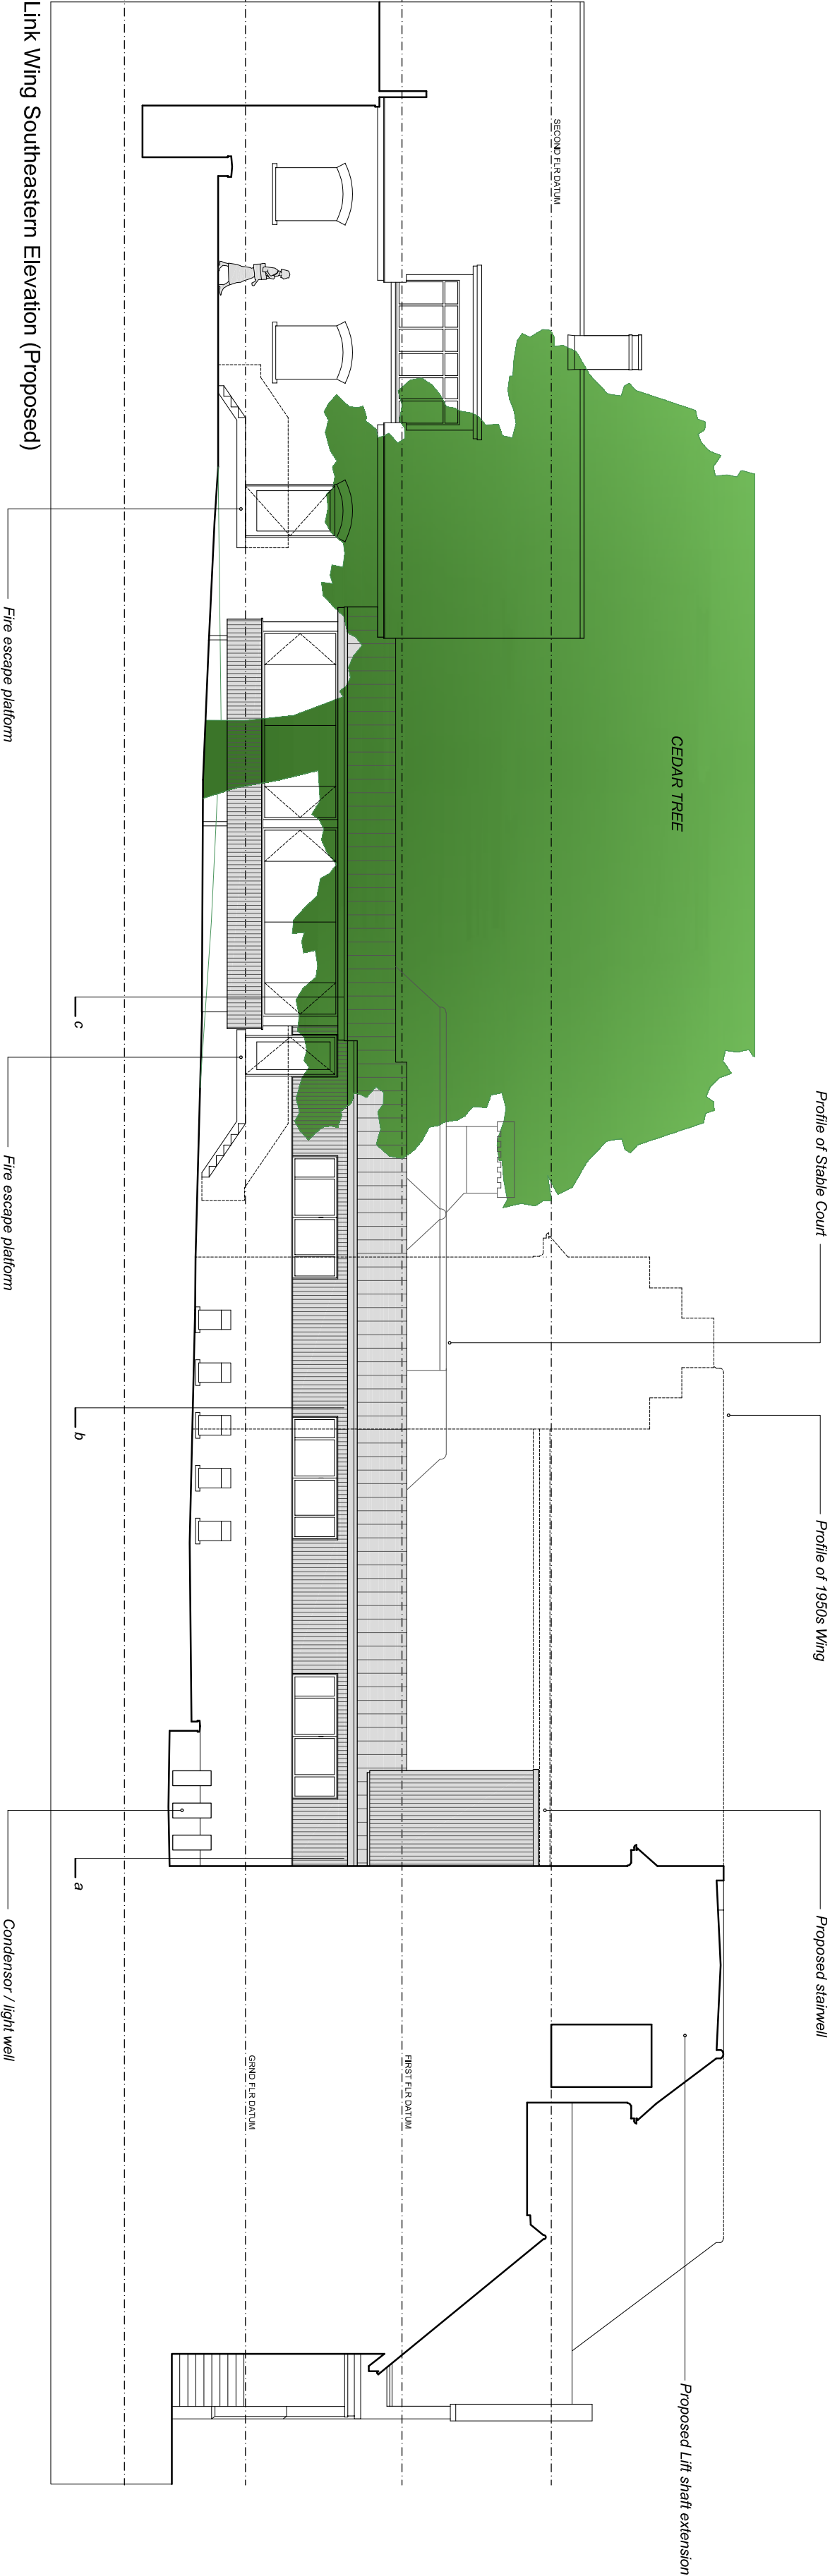 Profile of Stable Court
Profile of 1950s Wing
Proposed stairwell
Proposed Lift shaft extension
CEDAR TREE
SECOND FLR DATUM
FIRST FLR DATUM
GRND FLR DATUM
c
b
a
Fire escape platform
Fire escape platform
Condensor / light well
Link Wing Southeastern Elevation (Proposed)